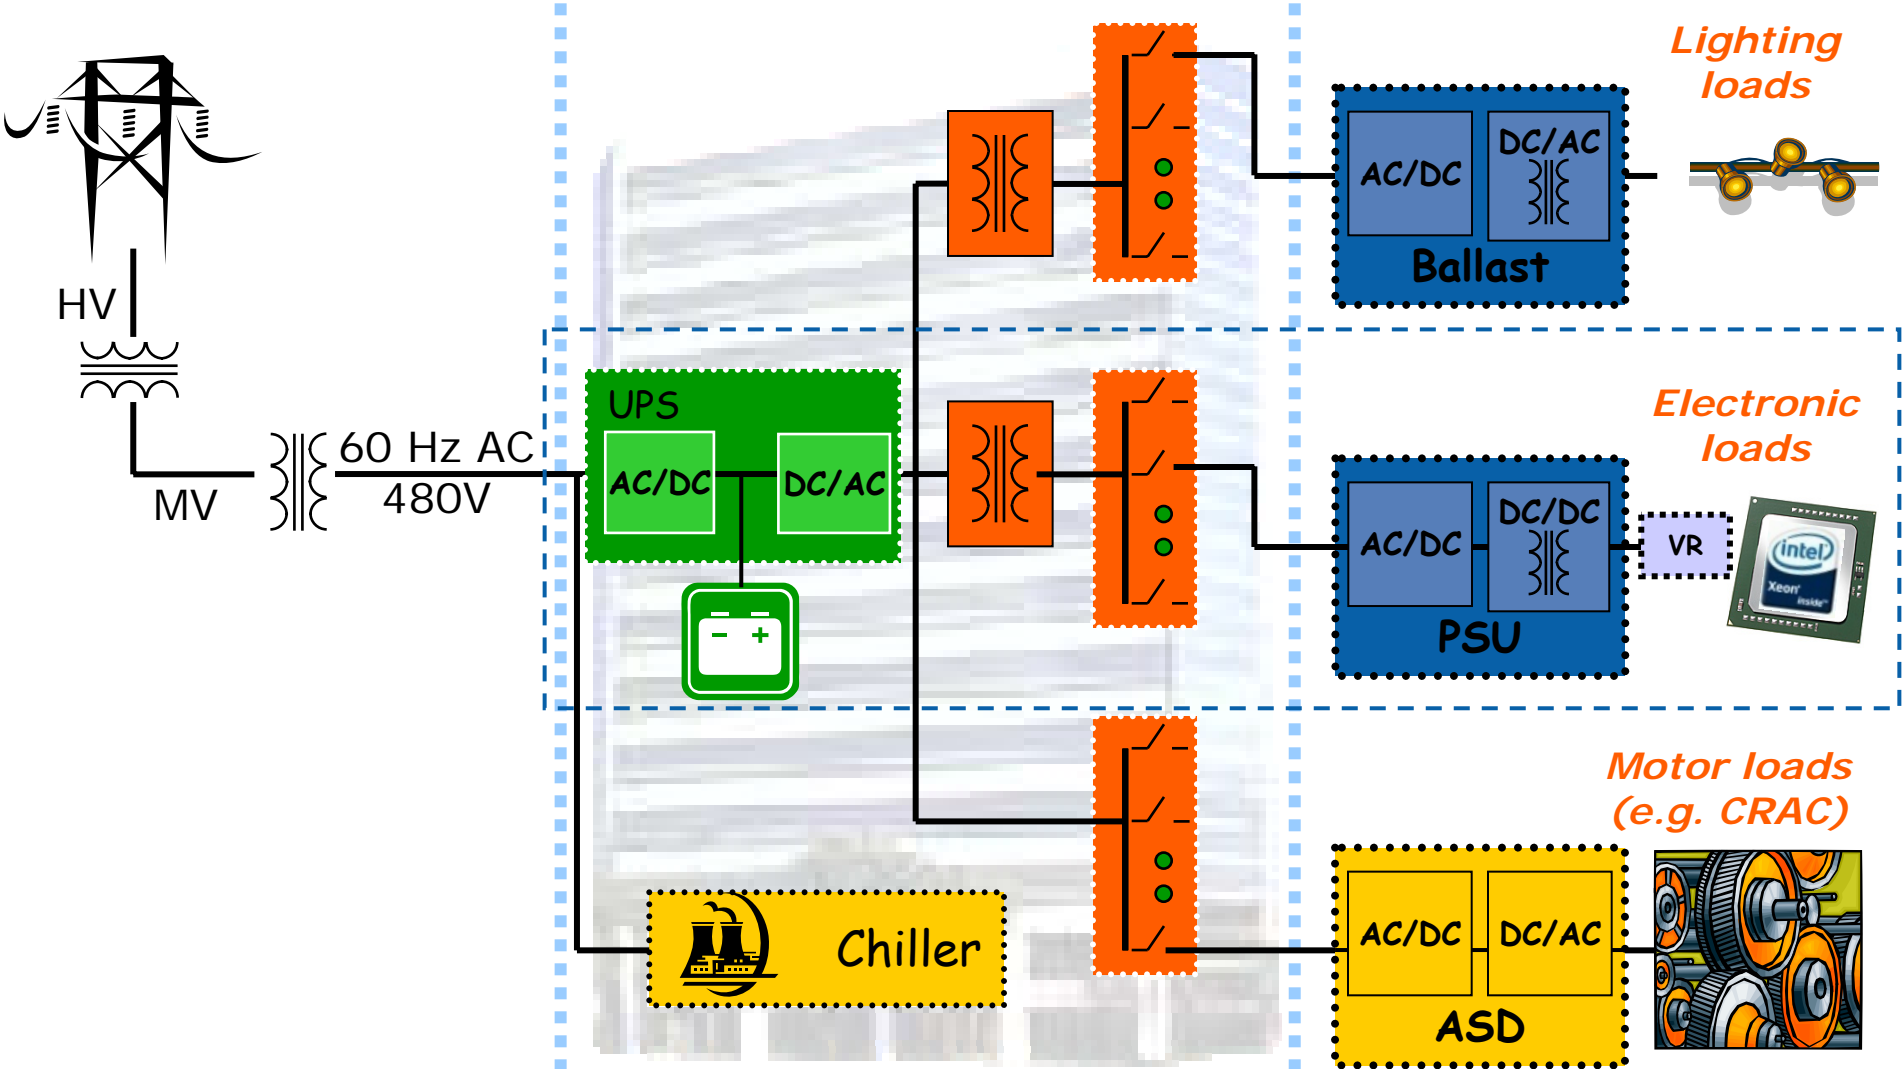 HV
MV
60 Hz AC
480V
UPS
AC/DC
DC/AC
Chiller
Lighting
loads
AC/DC
DC/AC
Ballast
Electronic
loads
AC/DC
DC/DC
PSU
VR
intel
Xeon
inside
Motor loads
(e.g. CRAC)
AC/DC
DC/AC
ASD